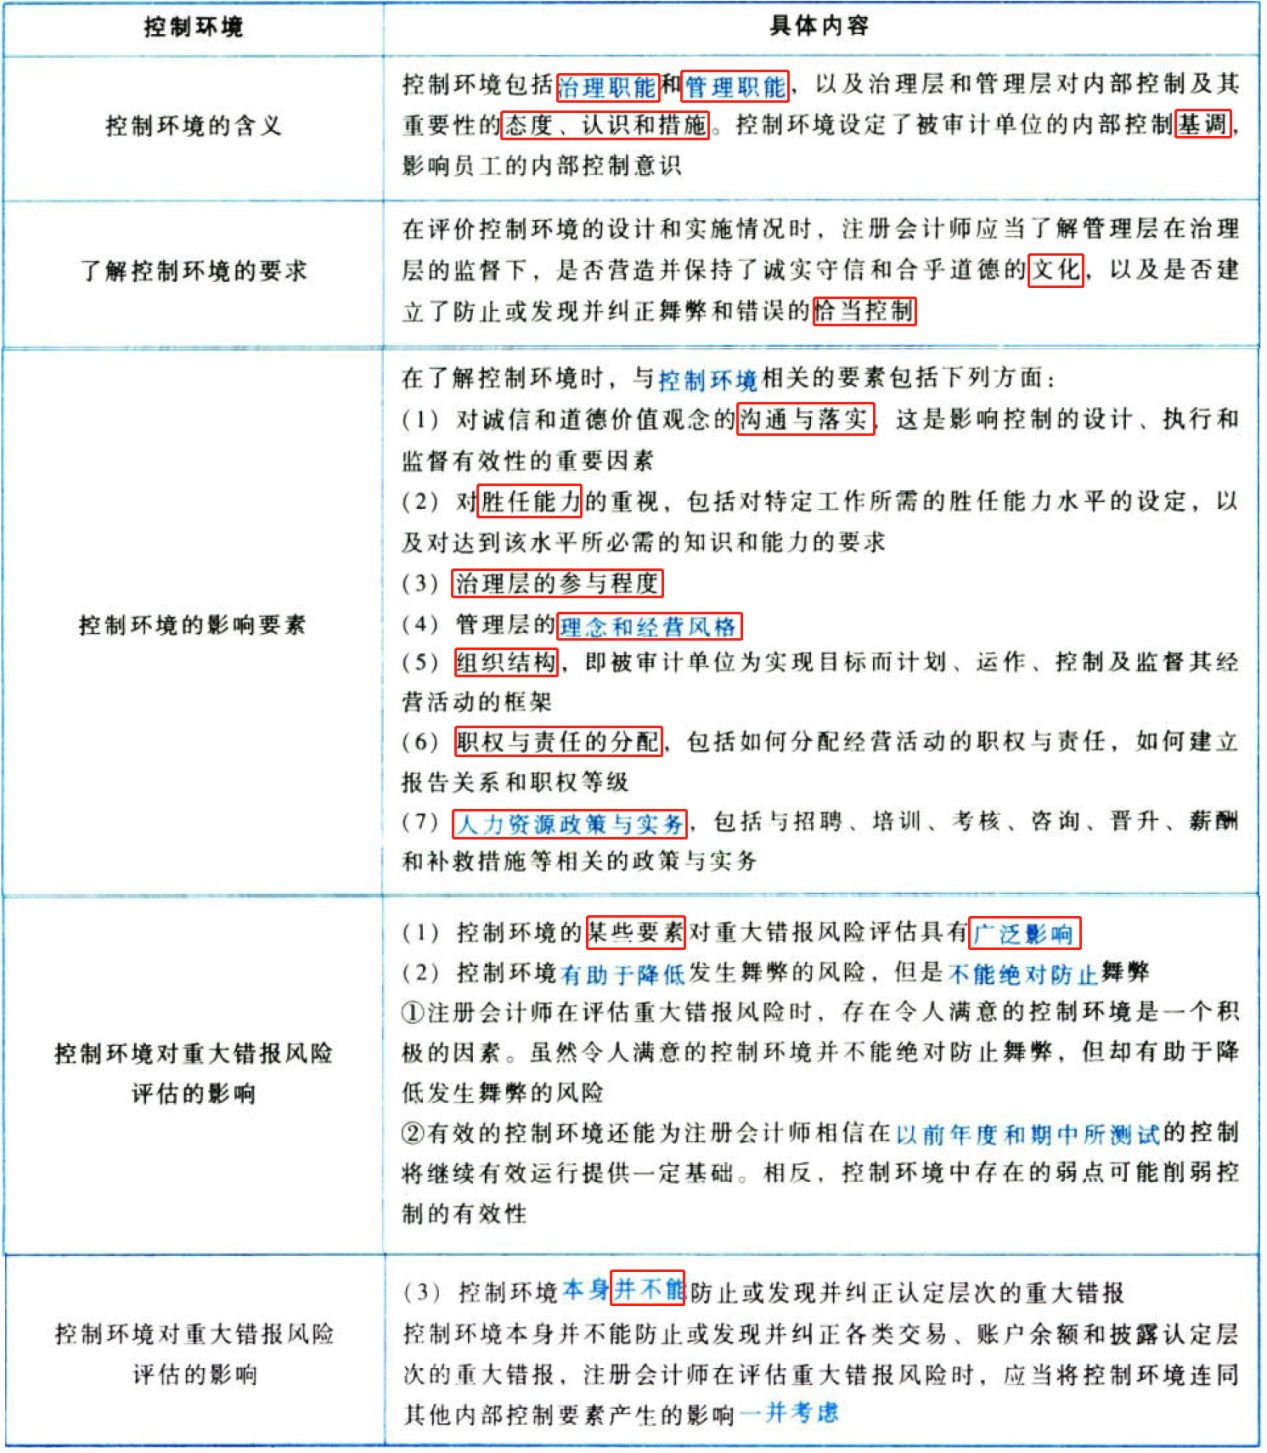 控制环境
具体内容
控制环境的含义
控制环境包括治理职能和管理职能，以及治理层和管理层对内部控制及其
重要性的态度、认识和措施。控制环境设定了被审计单位的内部控制基调，
影响员工的内部控制意识
了解控制环境的要求
在评价控制环境的设计和实施情况时，注册会计师应当了解管理层在治理
层的监督下，是否营造并保持了诚实守信和合乎道德的文化，以及是否建
立了防止或发现并纠正舞弊和错误的恰当控制
控制环境的影响要素
在了解控制环境时，与控制环境相关的要素包括下列方面：
（1）对诚信和道德价值观念的沟通与落实，这是影响控制的设计、执行和
监督有效性的重要因素
（2）对胜任能力的重视，包括对特定工作所需的胜任能力水平的设定，以
及对达到该水平所必需的知识和能力的要求
（3）治理层的参与程度
（4）管理层的理念和经营风格
（5）组织结构，即被审计单位为实现目标而计划、运作、控制及监督其经
营活动的框架
（6）职权与责任的分配，包括如何分配经营活动的职权与责任，如何建立
报告关系和职权等级
（7）人力资源政策与实务，包括与招聘、培训、考核、咨询、晋升、薪酬
和补救措施等相关的政策与实务
控制环境对重大错报风险
评估的影响
（1）控制环境的某些要素对重大错报风险评估具有广泛影响
（2）控制环境有助于降低发生舞弊的风险，但是不能绝对防止舞弊
①注册会计师在评估重大错报风险时，存在令人满意的控制环境是一个积
极的因素。虽然令人满意的控制环境并不能绝对防止舞弊，但却有助于降
低发生舞弊的风险
②有效的控制环境还能为注册会计师相信在以前年度和期中所测试的控制
将继续有效运行提供一定基础。相反，控制环境中存在的弱点可能削弱控
制的有效性
控制环境对重大错报风险
评估的影响
（3）控制环境本身并不能防止或发现并纠正认定层次的重大错报
控制环境本身并不能防止或发现并纠正各类交易、账户余额和披露认定层
次的重大错报，注册会计师在评估重大错报风险时，应当将控制环境连同
其他内部控制要素产生的影响一并考虑